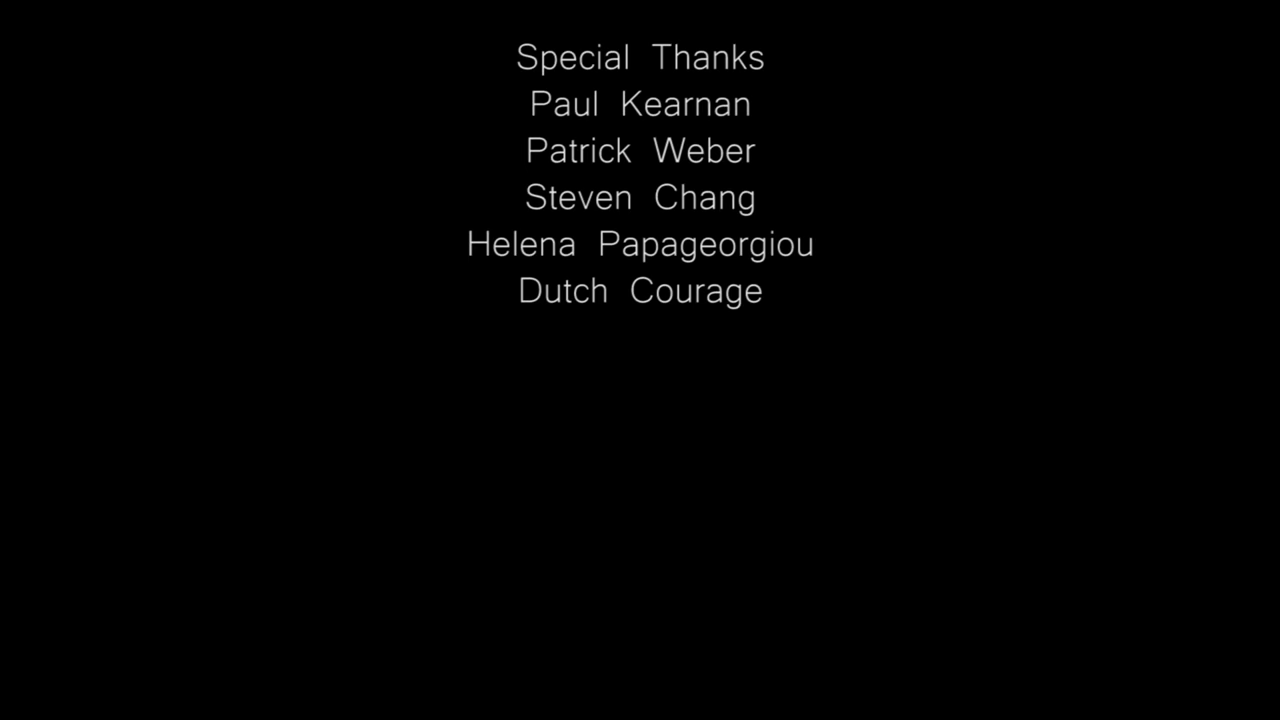 Special Thanks
Paul Kearnan
Patrick Weber
Steven Chang
Helena Papageorgiou
Dutch Courage